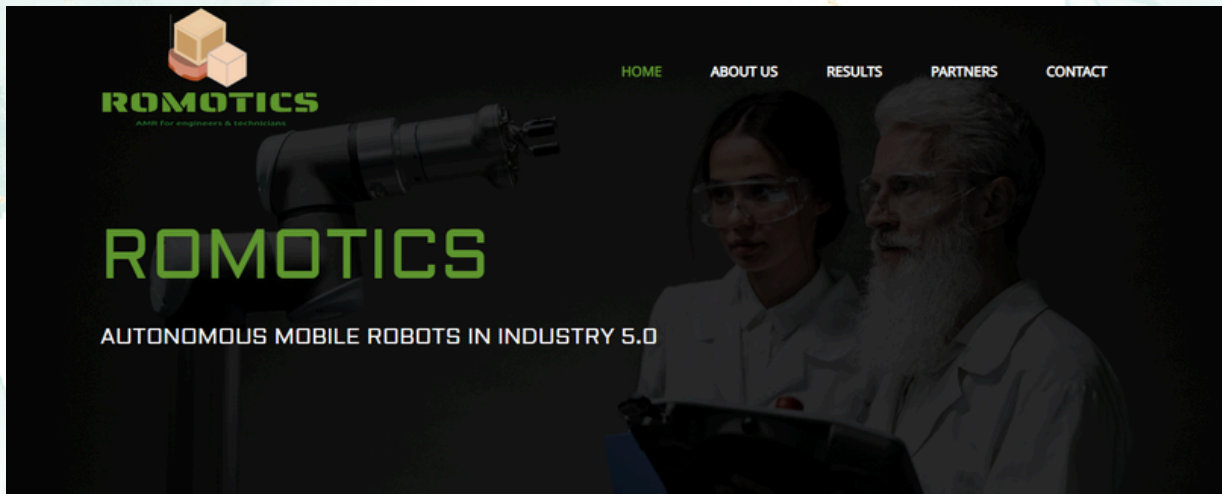 ROMOTICS
AMR for engineers & technicians
HOME ABOUT US RESULTS PARTNERS CONTACT
ROMOTICS
AUTONOMOUS MOBILE ROBOTS IN INDUSTRY 5.0